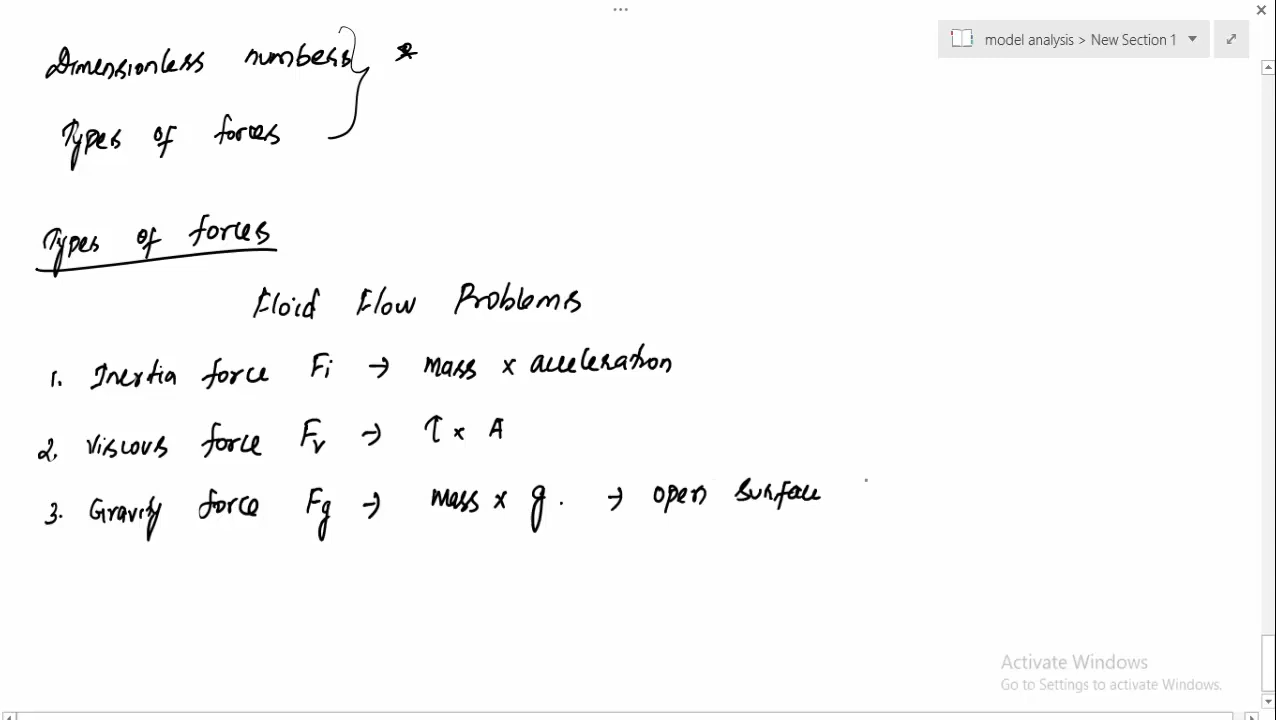 model analysis > New Section 1
Dimensionless numbers *
Types of forces
Types of forces
Fluid Flow Problems
1. Inertia force Fi → mass x acceleration
2. Viscous force Fv → τ x A
3. Gravity force Fg → mass x g. → open surface
Activate Windows
Go to Settings to activate Windows.